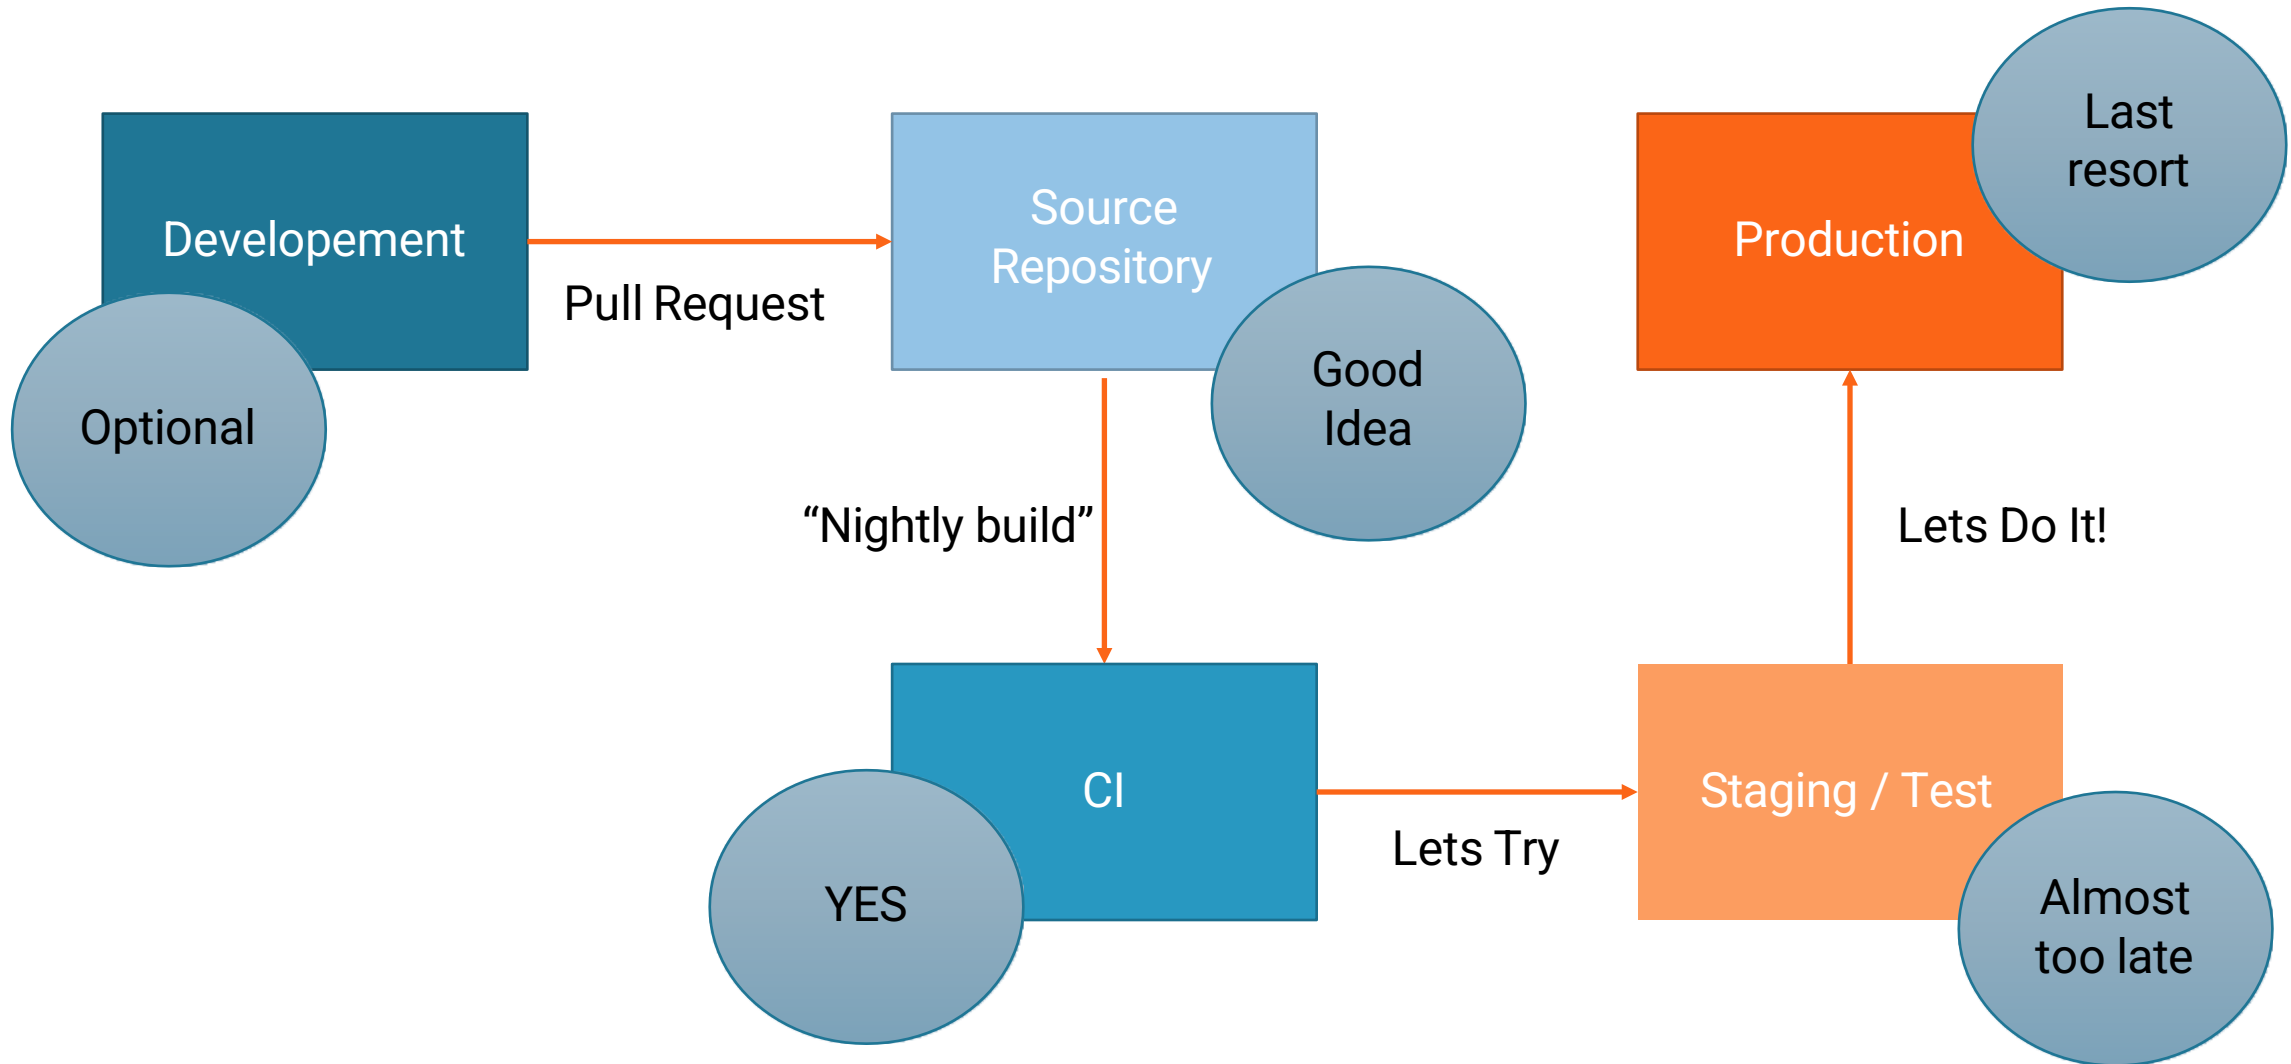 Developement
Optional
Pull Request
Source
Repository
Good
Idea
“Nightly build”
CI
YES
Lets Try
Staging / Test
Almost
too late
Lets Do It!
Production
Last
resort